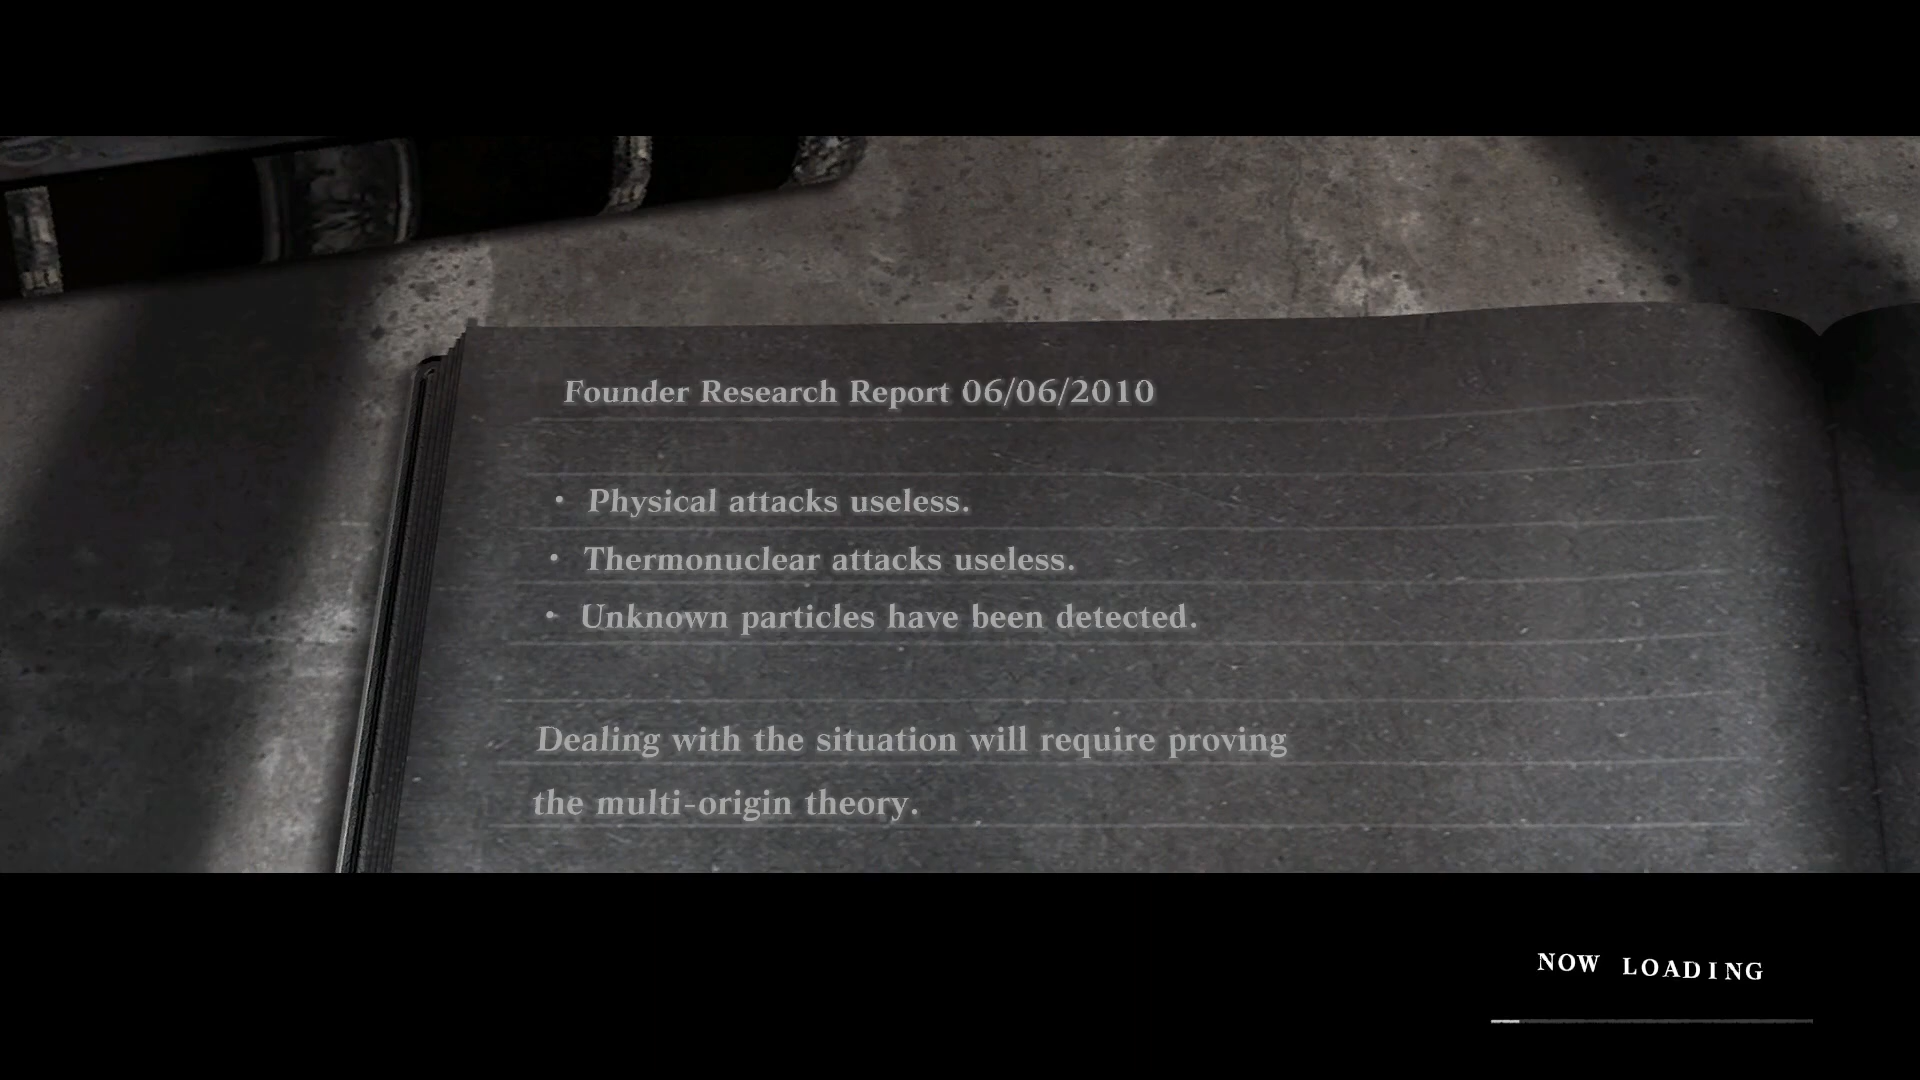 Founder Research Report 06/06/2010
・ Physical attacks useless.
・ Thermonuclear attacks useless.
・ Unknown particles have been detected.
Dealing with the situation will require proving
the multi-origin theory.
NOW LOADING